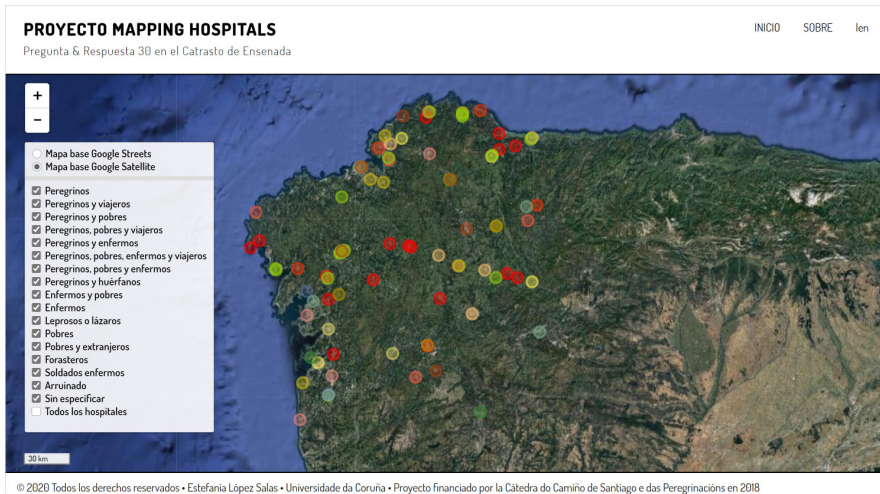 PROYECTO MAPPING HOSPITALS
Pregunta & Respuesta 30 en el Catrasto de Ensenada
INICIO SOBRE |en
+
−
Mapa base Google Streets
Mapa base Google Satellite
Peregrinos
Peregrinos y viajeros
Peregrinos y pobres
Peregrinos, pobres y viajeros
Peregrinos y enfermos
Peregrinos, pobres, enfermos y viajeros
Peregrinos, pobres y enfermos
Peregrinos y huérfanos
Enfermos y pobres
Enfermos
Leprosos o lázaros
Pobres
Pobres y extranjeros
Forasteros
Soldados enfermos
Arruinado
Sin especificar
Todos los hospitales
30 km
© 2020 Todos los derechos reservados • Estefanía López Salas • Universidade da Coruña • Proyecto financiado por la Cátedra do Camiño de Santiago e das Peregrinacións en 2018